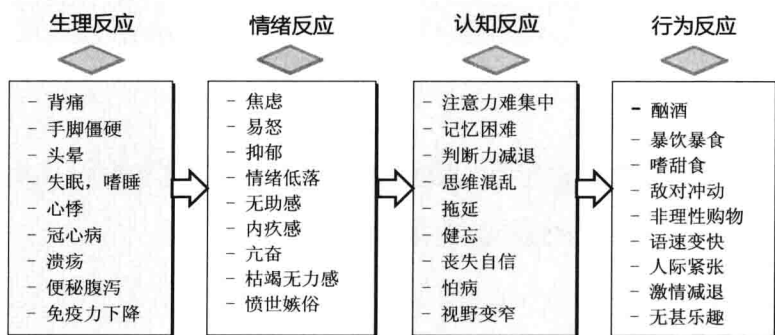 生理反应
- 背痛
- 手脚僵硬
- 头晕
- 失眠，嗜睡
- 心悸
- 冠心病
- 溃疡
- 便秘腹泻
- 免疫力下降
情绪反应
- 焦虑
- 易怒
- 抑郁
- 情绪低落
- 无助感
- 内疚感
- 亢奋
- 枯竭无力感
- 愤世嫉俗
认知反应
- 注意力难集中
- 记忆困难
- 判断力减退
- 思维混乱
- 拖延
- 健忘
- 丧失自信
- 怕病
- 视野变窄
行为反应
- 酗酒
- 暴饮暴食
- 嗜甜食
- 敌对冲动
- 非理性购物
- 语速变快
- 人际紧张
- 激情减退
- 无甚乐趣